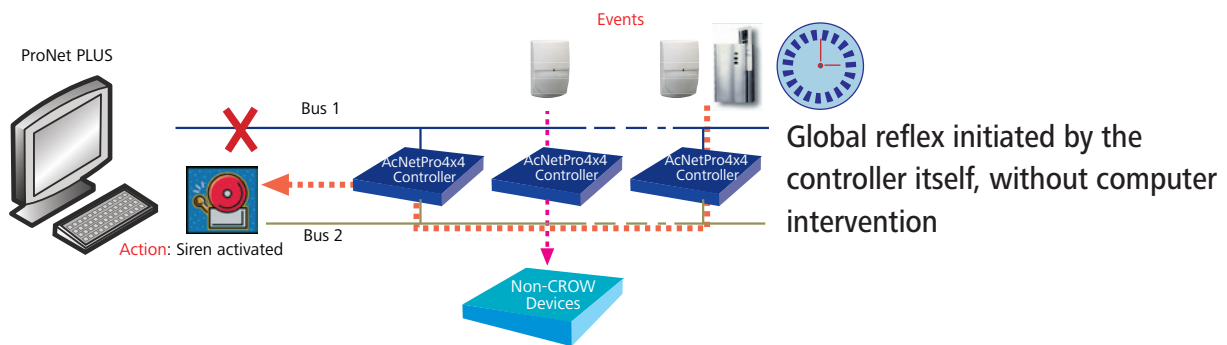 Events
ProNet PLUS
Bus 1
AcNetPro4x4
Controller
AcNetPro4x4
Controller
AcNetPro4x4
Controller
Global reflex initiated by the
controller itself, without computer
intervention
Action: Siren activated
Bus 2
Non-CROW
Devices